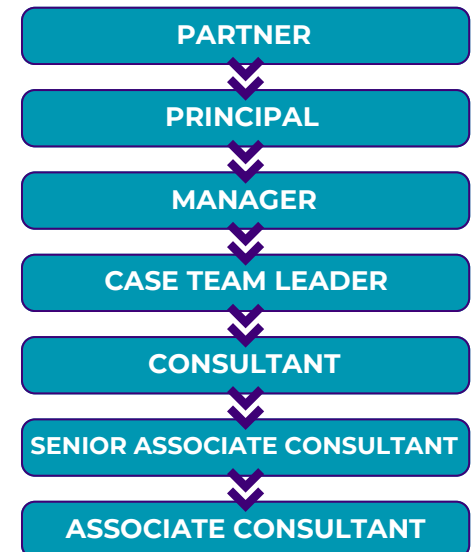 PARTNER
PRINCIPAL
MANAGER
CASE TEAM LEADER
CONSULTANT
SENIOR ASSOCIATE CONSULTANT
ASSOCIATE CONSULTANT